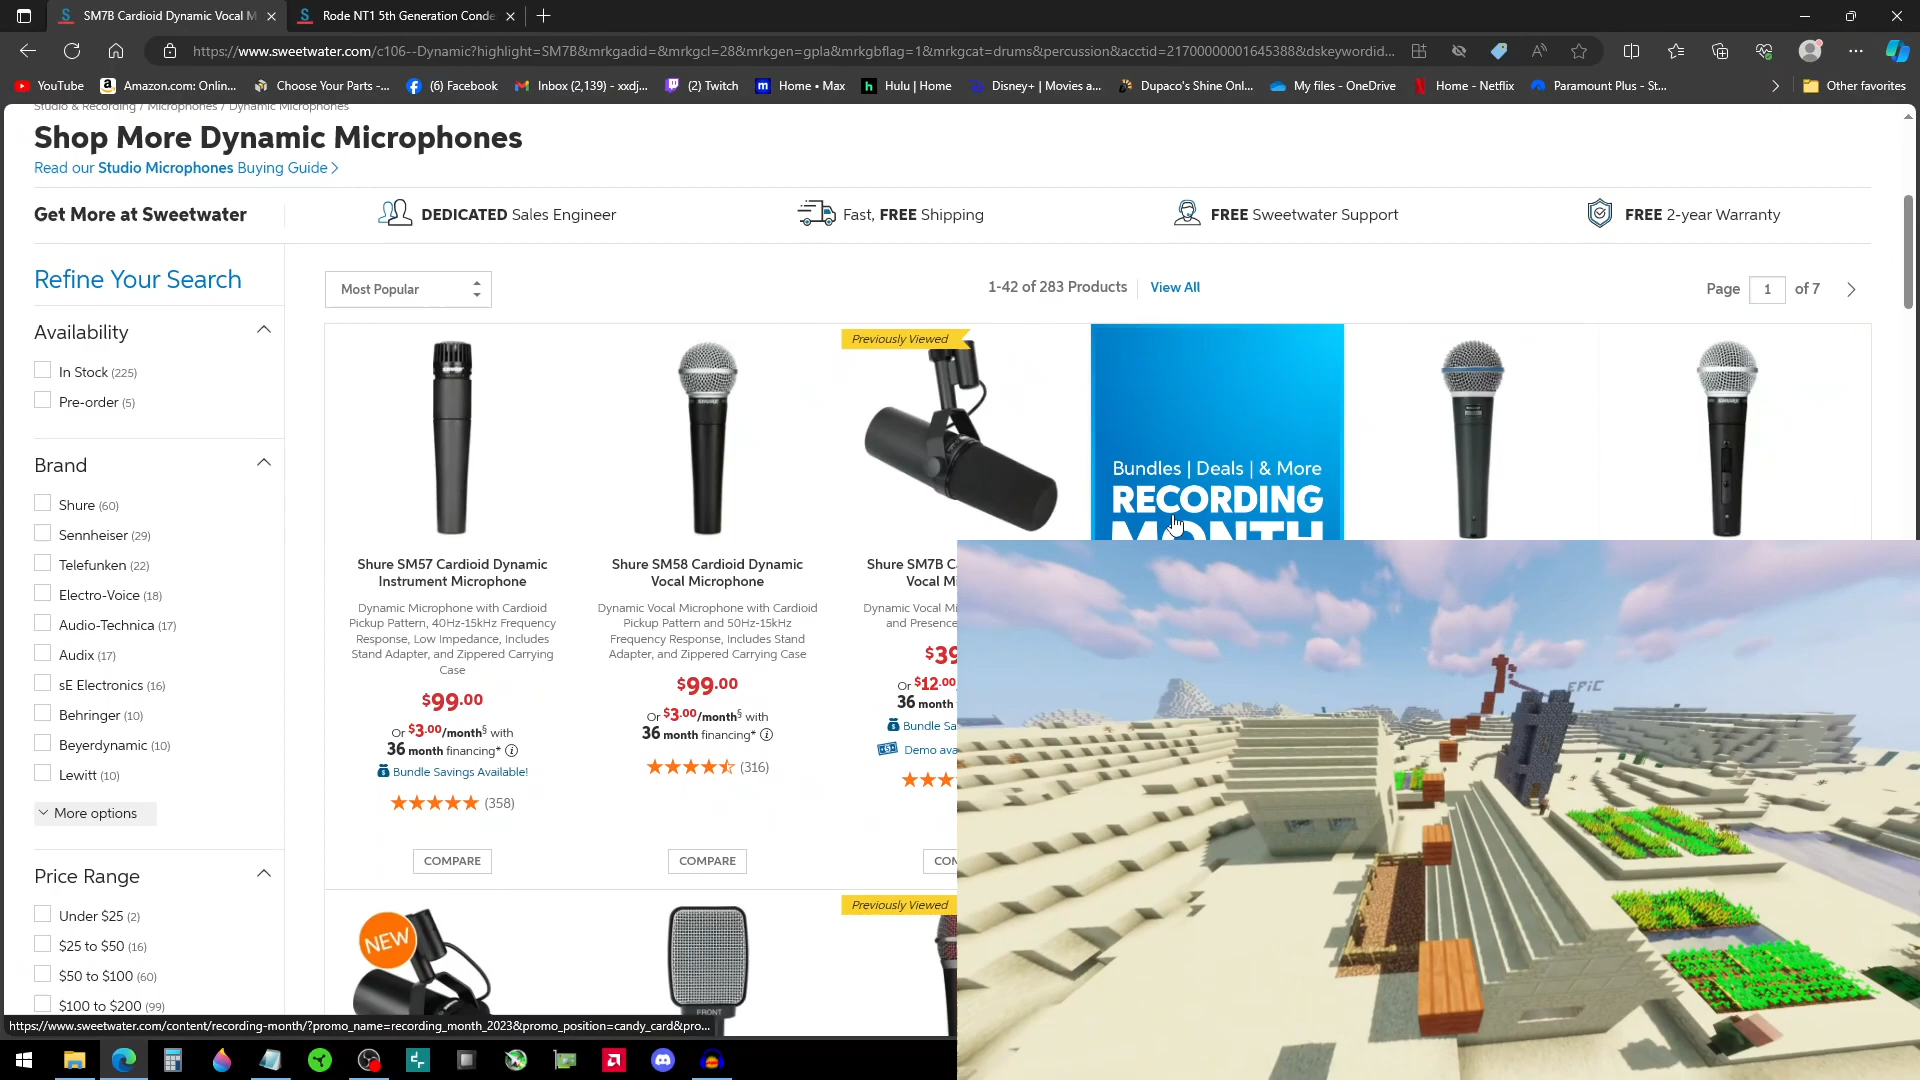 SM7B Cardioid Dynamic Vocal M
Rode NT1 5th Generation Conde
https://www.sweetwater.com/c106--Dynamic?highlight=SM7B&mrkgadid=&mrkgcl=28&mrkgen=gpla&mrkgbflag=1&mrkgcat=drums&percussion&acctid=21700000001645388&dskeywordid...
YouTube
Amazon.com: Onlin...
Choose Your Parts -...
(6) Facebook
Inbox (2,139) - xxdj...
(2) Twitch
Home • Max
Hulu | Home
Disney+ | Movies a...
Dupaco's Shine Onl...
My files - OneDrive
Home - Netflix
Paramount Plus - St...
Other favorites
Studio & Recording / Microphones / Dynamic Microphones
Shop More Dynamic Microphones
Read our Studio Microphones Buying Guide >
Get More at Sweetwater
DEDICATED Sales Engineer
Fast, FREE Shipping
FREE Sweetwater Support
FREE 2-year Warranty
Refine Your Search
Most Popular
1-42 of 283 Products
View All
Page 1 of 7
Availability
In Stock (225)
Pre-order (5)
Brand
Shure (60)
Sennheiser (29)
Telefunken (22)
Electro-Voice (18)
Audio-Technica (17)
Audix (17)
sE Electronics (16)
Behringer (10)
Beyerdynamic (10)
Lewitt (10)
More options
Price Range
Under $25 (2)
$25 to $50 (16)
$50 to $100 (60)
$100 to $200 (99)
Shure SM57 Cardioid Dynamic
Instrument Microphone
Dynamic Microphone with Cardioid
Pickup Pattern, 40Hz-15kHz Frequency
Response, Low Impedance, Includes
Stand Adapter, and Zippered Carrying
Case
$99.00
Or $3.00/month§ with
36 month financing*
Bundle Savings Available!
(358)
COMPARE
NEW
Shure SM58 Cardioid Dynamic
Vocal Microphone
Dynamic Vocal Microphone with Cardioid
Pickup Pattern and 50Hz-15kHz
Frequency Response, Includes Stand
Adapter, and Zippered Carrying Case
$99.00
Or $3.00/month§ with
36 month financing*
(316)
COMPARE
FRONT
Previously Viewed
Shure SM7B C
Vocal M
Dynamic Vocal Mi
and Presence
$39
Or $12.00
36 month
Bundle Sa
Demo ava
COM
Previously Viewed
Bundles | Deals | & More
RECORDING
MONTH
EPIC
https://www.sweetwater.com/content/recording-month/?promo_name=recording_month_2023&promo_position=candy_card&pro...